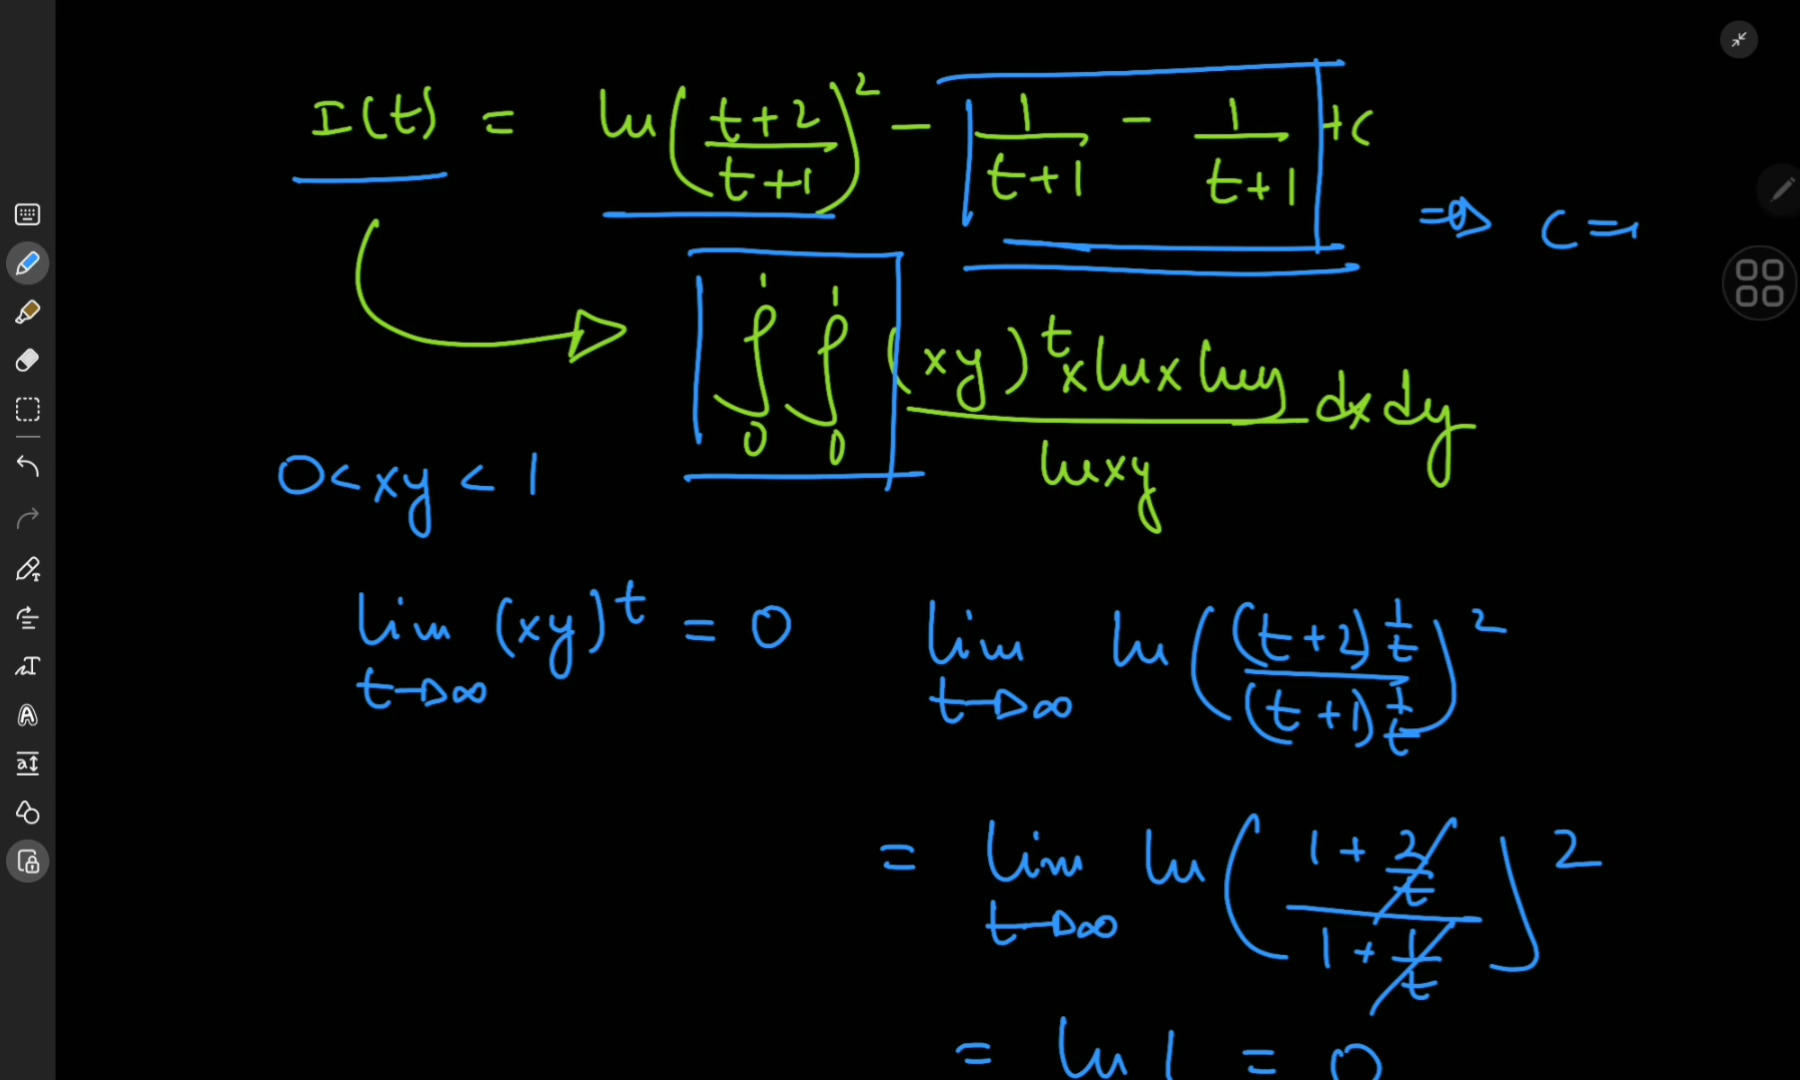 I(t) = ln((t+2)/(t+1))² − 1/(t+1) − 1/(t+1) + C
⇒ C =
∫₀¹ ∫₀¹ (xy)ᵗ x lnx lny / lnxy dx dy
0 < xy < 1
lim t→∞ (xy)ᵗ = 0
lim t→∞ ln((t+2) 1/t / (t+1) 1/t)²
= lim t→∞ ln((1 + 2/t) / (1 + 1/t))²
= ln 1 = 0